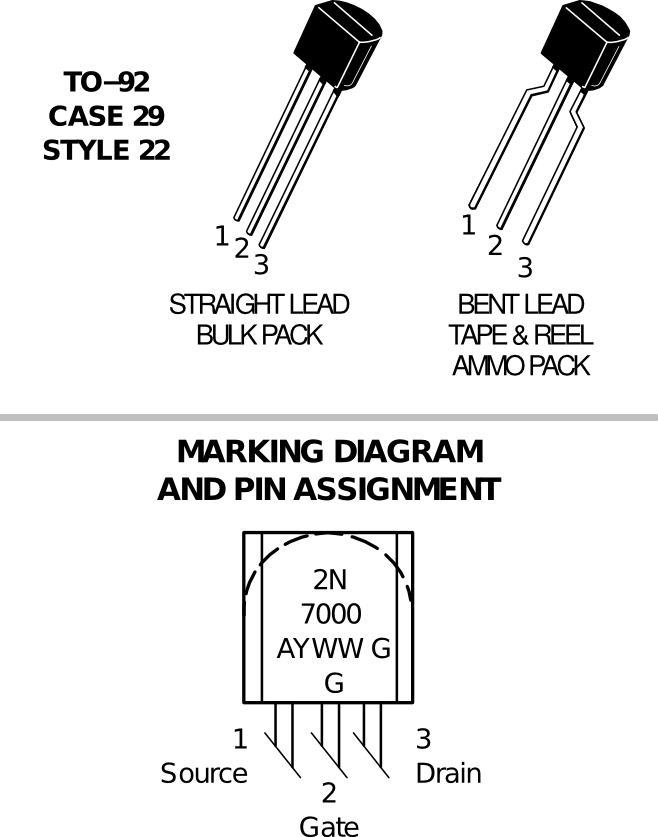 TO–92
CASE 29
STYLE 22
1
2
3
STRAIGHT LEAD
BULK PACK
1
2
3
BENT LEAD
TAPE & REEL
AMMO PACK
MARKING DIAGRAM
AND PIN ASSIGNMENT
2N
7000
AYWW G
G
1
Source
2
Gate
3
Drain